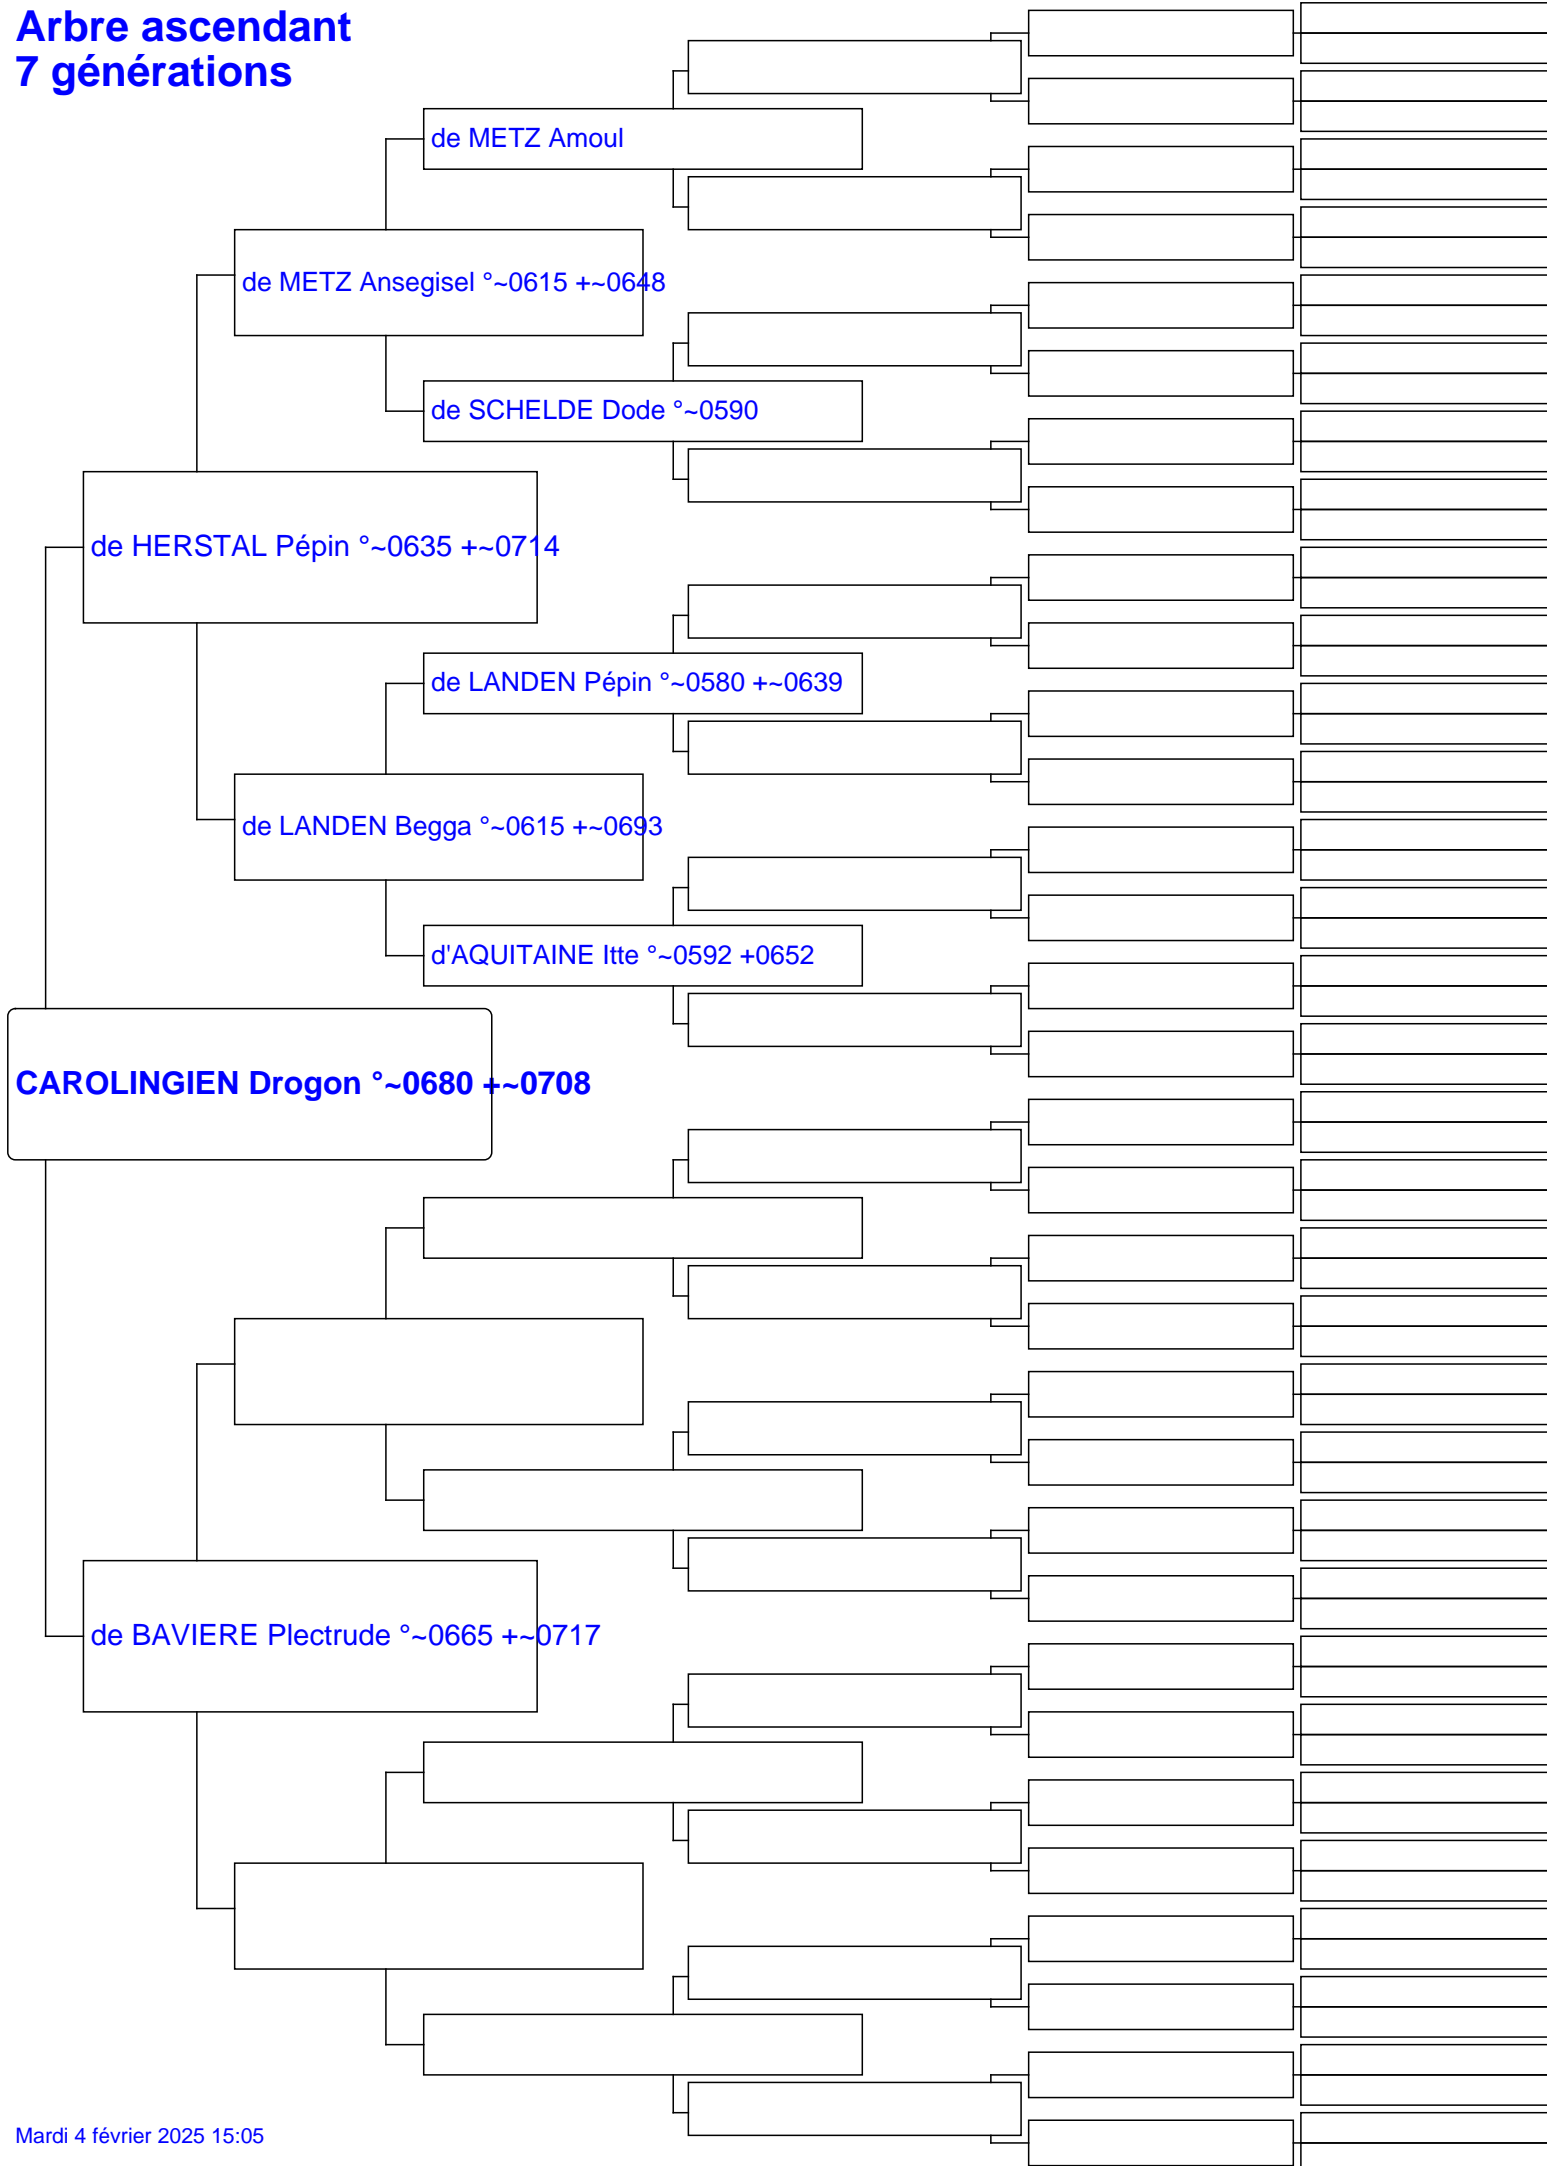 Arbre ascendant
7 générations
de METZ Amoul
de METZ Ansegisel °~0615 +~0648
de SCHELDE Dode °~0590
de HERSTAL Pépin °~0635 +~0714
de LANDEN Pépin °~0580 +~0639
de LANDEN Begga °~0615 +~0693
d'AQUITAINE Itte °~0592 +0652
CAROLINGIEN Drogon °~0680 +~0708
de BAVIERE Plectrude °~0665 +~0717
Mardi 4 février 2025 15:05